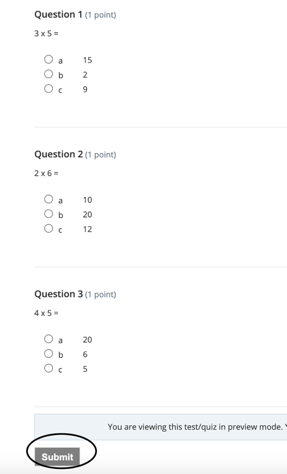 Question 1 (1 point)
3 x 5 =
a 15
b 2
c 9
Question 2 (1 point)
2 x 6 =
a 10
b 20
c 12
Question 3 (1 point)
4 x 5 =
a 20
b 6
c 5
You are viewing this test/quiz in preview mode.
Submit